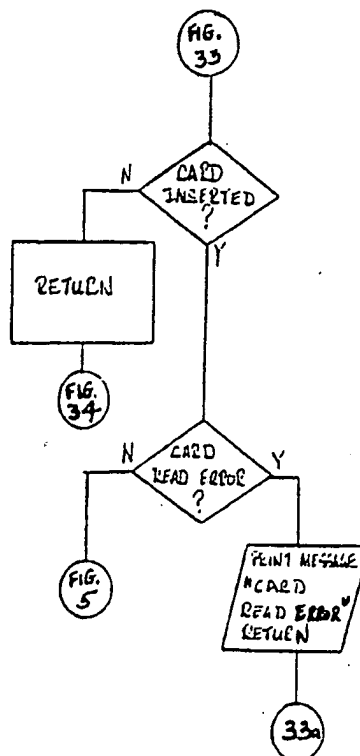 FIG.
33
CARD
INSERTED
?
N
Y
RETURN
FIG.
34
CARD
READ ERROR
?
N
Y
FIG.
5
PRINT MESSAGE
"CARD
READ ERROR"
RETURN
33a